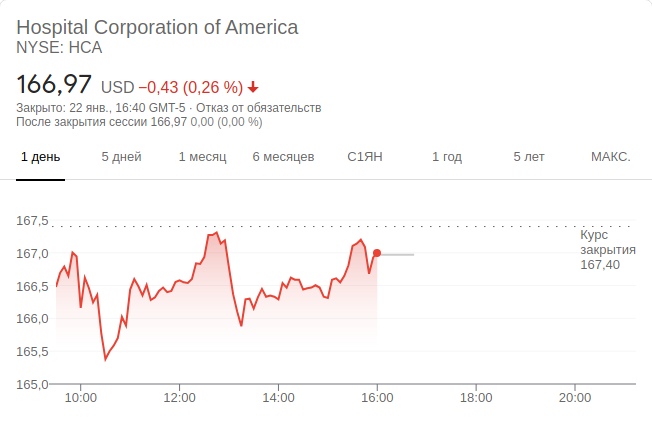 Hospital Corporation of America
NYSE: HCA
166,97 USD −0,43 (0,26 %)
Закрыто: 22 янв., 16:40 GMT-5 · Отказ от обязательств
После закрытия сессии 166,97 0,00 (0,00 %)
1 день 5 дней 1 месяц 6 месяцев С1ЯН 1 год 5 лет МАКС.
167,5
Курс
закрытия
167,40
167,0
166,5
166,0
165,5
165,0
10:00 12:00 14:00 16:00 18:00 20:00